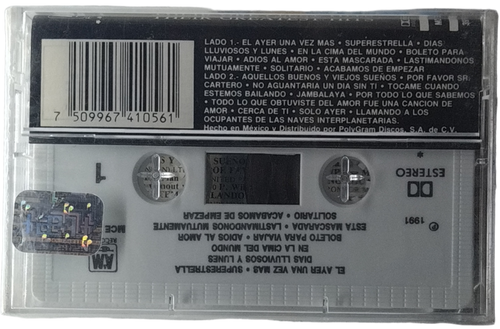 LADO 1.- EL AYER UNA VEZ MAS • SUPERESTRELLA • DIAS
LLUVIOSOS Y LUNES • EN LA CIMA DEL MUNDO • BOLETO PARA-
VIAJAR • ADIOS AL AMOR • ESTA MASCARADA • LASTIMANDONOS
MUTUAMENTE • SOLITARIO • ACABAMOS DE EMPEZAR
LADO 2.- AQUELLOS BUENOS Y VIEJOS SUEÑOS • POR FAVOR SR.
CARTERO • NO AGUANTARIA UN DIA SIN TI • TOCAME CUANDO
ESTEMOS BAILANDO • JAMBALAYA • POR TODO LO QUE SABEMOS
• TODO LO QUE OBTUVISTE DEL AMOR FUE UNA CANCION DE
AMOR • CERCA DE TI • SOLO AYER • LLAMANDO A LOS
OCUPANTES DE LAS NAVES INTERPLANETARIAS.
Hecho en México y Distribuido por PolyGram Discos, S.A. de C.V.
7 509967 410561
1
ESTEREO
1991
MCE
A&M
EL AYER UNA VEZ MAS • SUPERESTRELLA
DIAS LLUVIOSOS Y LUNES
EN LA CIMA DEL MUNDO
BOLETO PARA VIAJAR • ADIOS AL AMOR
ESTA MASCARADA • LASTIMANDONOS MUTUAMENTE
SOLITARIO • ACABAMOS DE EMPEZAR